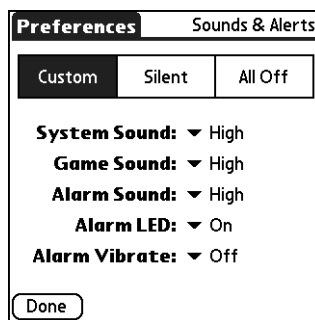 Preferences Sounds & Alerts
Custom Silent All Off
System Sound: High
Game Sound: High
Alarm Sound: High
Alarm LED: On
Alarm Vibrate: Off
Done